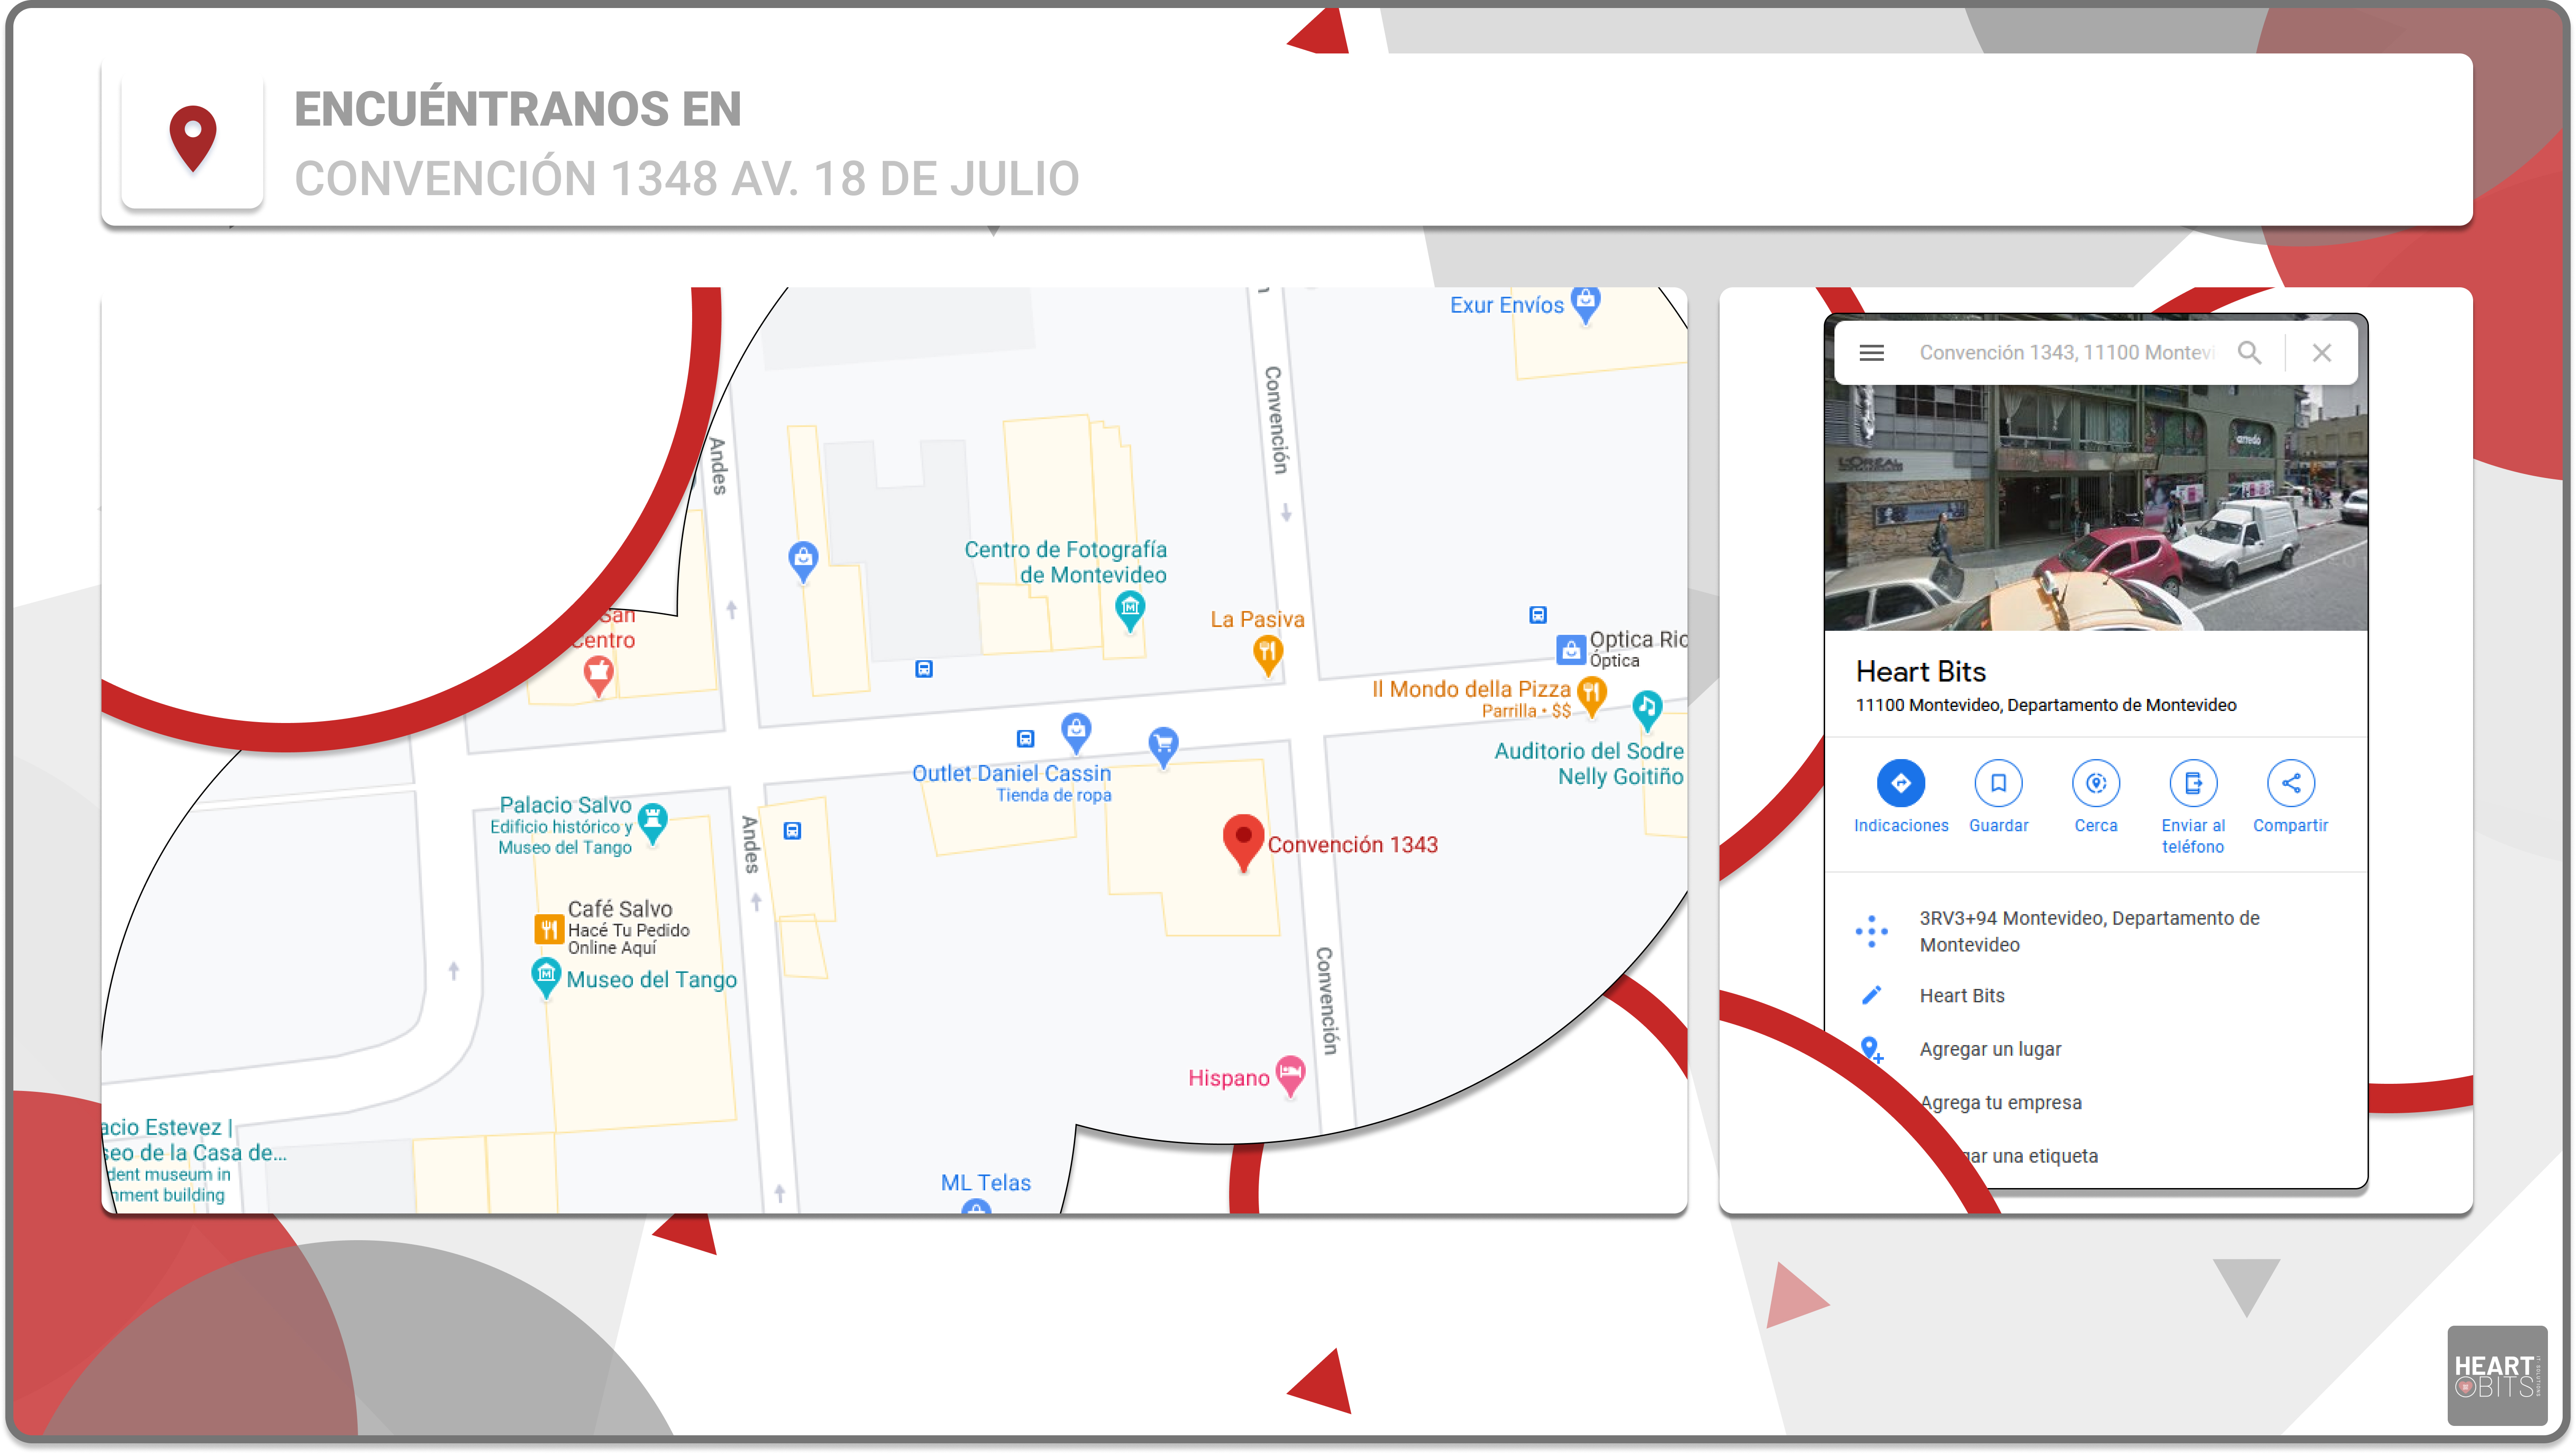 ENCUÉNTRANOS EN
CONVENCIÓN 1348 AV. 18 DE JULIO
Exur Envíos
Convención
Andes
Centro de Fotografía
de Montevideo
La Pasiva
San
Centro
Optica Ric
Óptica
Il Mondo della Pizza
Parrilla • $$
Auditorio del Sodre
Nelly Goitiño
Outlet Daniel Cassin
Tienda de ropa
Palacio Salvo
Edificio histórico y
Museo del Tango
Andes
Convención 1343
Café Salvo
Hacé Tu Pedido
Online Aquí
Museo del Tango
Convención
Hispano
acio Estevez |
seo de la Casa de...
dent museum in
nment building
ML Telas
Convención 1343, 11100 Montevi
L'ORÉAL
arredo
Heart Bits
11100 Montevideo, Departamento de Montevideo
Indicaciones
Guardar
Cerca
Enviar al
teléfono
Compartir
3RV3+94 Montevideo, Departamento de
Montevideo
Heart Bits
Agregar un lugar
Agrega tu empresa
gar una etiqueta
HEART
BITS
IT SOLUTIONS